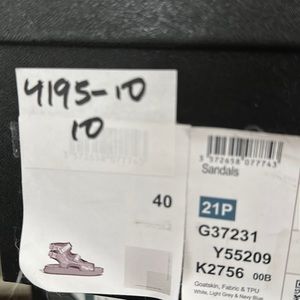 4195-10
10
3 372658 077743
Sandals
40
21P
G37231
Y55209
K2756 00B
Goatskin, Fabric & TPU
White, Light Grey & Navy Blue